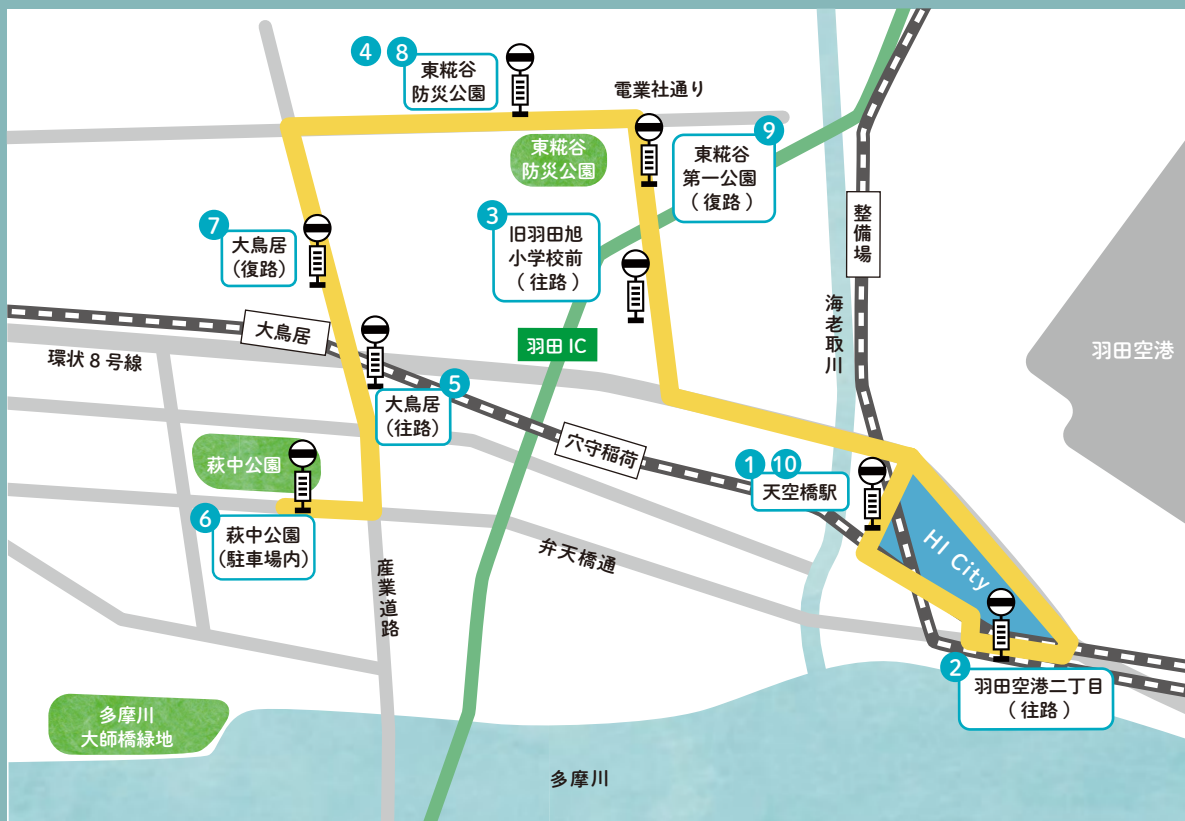 4 8
東糀谷
防災公園
電業社通り
東糀谷
防災公園
9
東糀谷
第一公園
(復路)
3
旧羽田旭
小学校前
(往路)
7
大鳥居
(復路)
整備場
海老取川
羽田空港
大鳥居
環状8号線
羽田 IC
5
大鳥居
(往路)
穴守稲荷
萩中公園
1 10
天空橋駅
6
萩中公園
(駐車場内)
HI City
弁天橋通
産業道路
2
羽田空港二丁目
(往路)
多摩川
大師橋緑地
多摩川